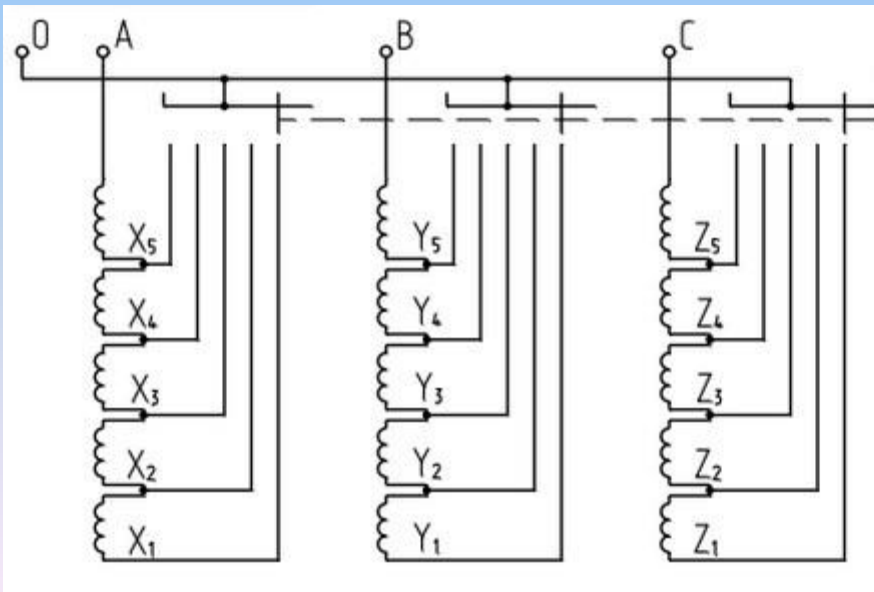 O A B C
X₅ Y₅ Z₅
X₄ Y₄ Z₄
X₃ Y₃ Z₃
X₂ Y₂ Z₂
X₁ Y₁ Z₁